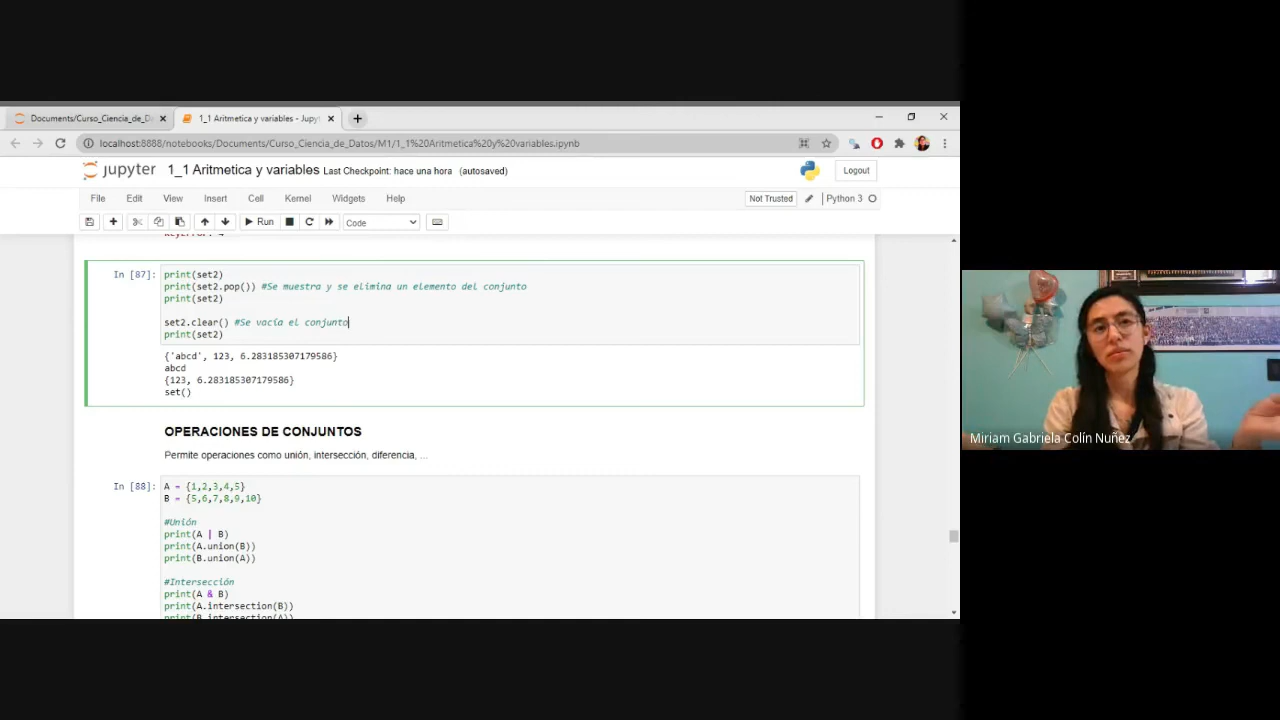 Documents/Curso_Ciencia_de_Da
1_1 Aritmetica y variables - Jupyt
localhost:8888/notebooks/Documents/Curso_Ciencia_de_Datos/M1/1_1%20Aritmetica%20y%20variables.ipynb
jupyter 1_1 Aritmetica y variables Last Checkpoint: hace una hora (autosaved)
Logout
File Edit View Insert Cell Kernel Widgets Help
Not Trusted
Python 3
Run
Code
In [87]: print(set2)
print(set2.pop()) #Se muestra y se elimina un elemento del conjunto
print(set2)
set2.clear() #Se vacía el conjunto
print(set2)
{'abcd', 123, 6.283185307179586}
abcd
{123, 6.283185307179586}
set()
OPERACIONES DE CONJUNTOS
Permite operaciones como unión, intersección, diferencia, ...
In [88]: A = {1,2,3,4,5}
B = {5,6,7,8,9,10}
#Unión
print(A | B)
print(A.union(B))
print(B.union(A))
#Intersección
print(A & B)
print(A.intersection(B))
print(B.intersection(A))
Miriam Gabriela Colín Nuñez